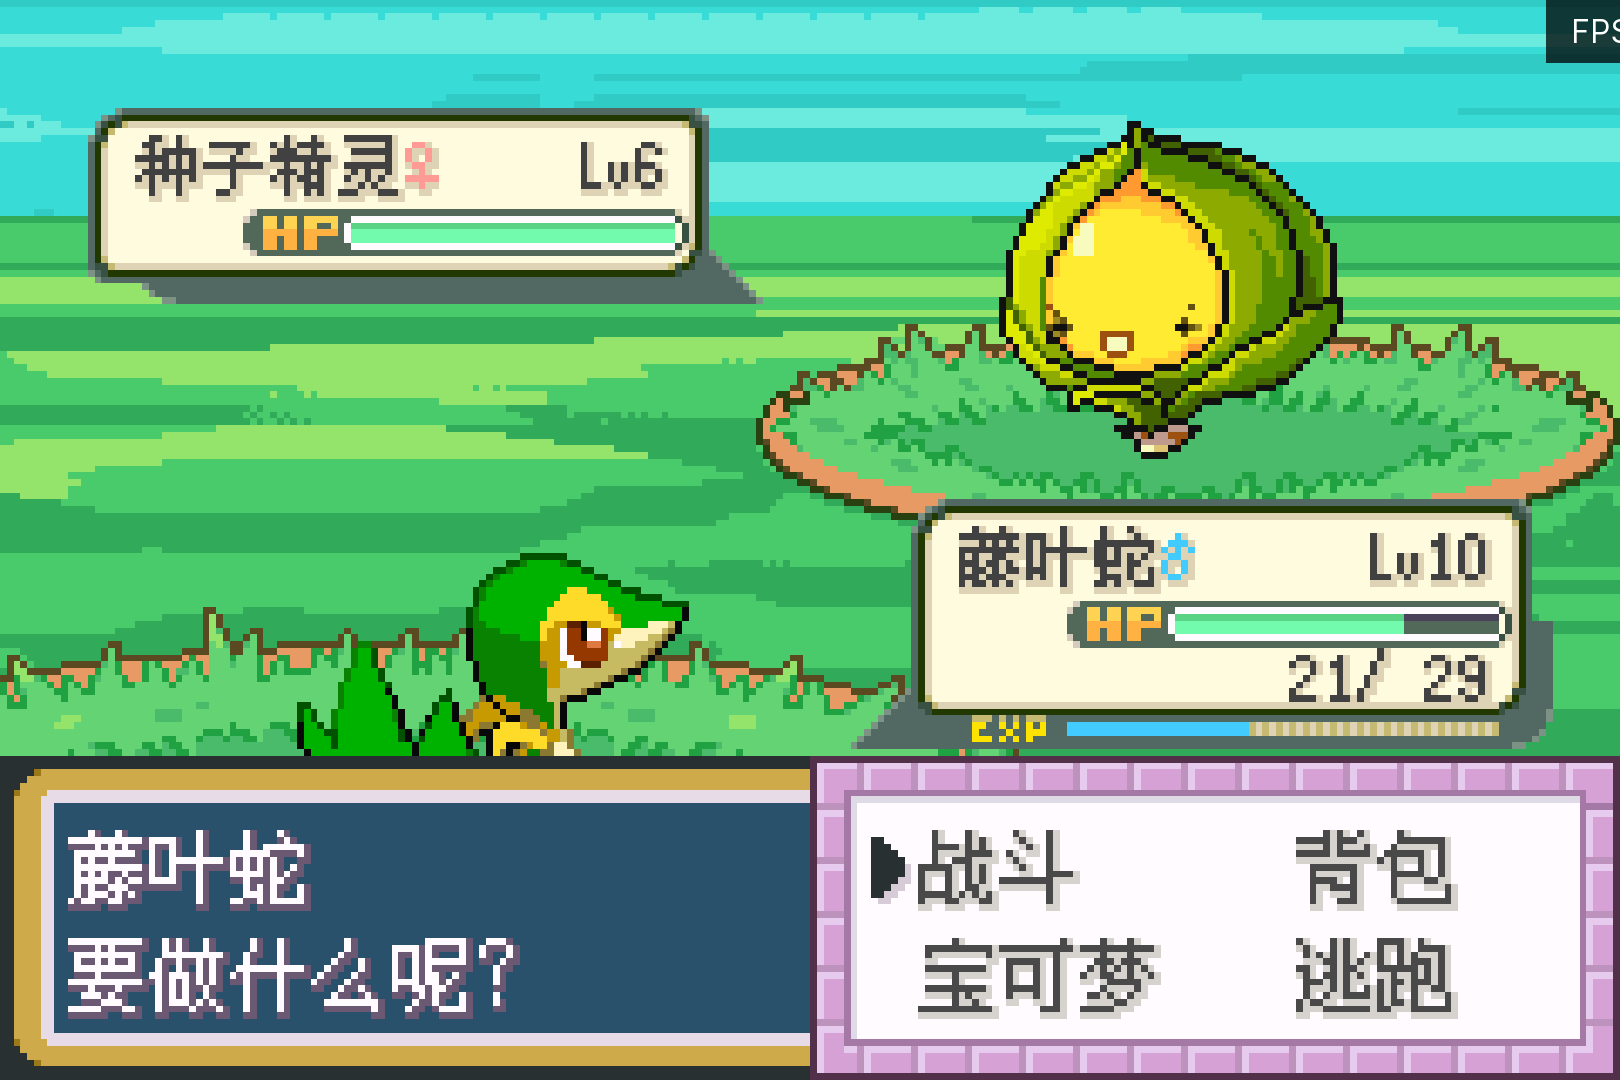 FPS
种子精灵♀ Lv6
HP
藤叶蛇♂ Lv10
HP
21/ 29
EXP
藤叶蛇
要做什么呢?
▶战斗 背包
宝可梦 逃跑